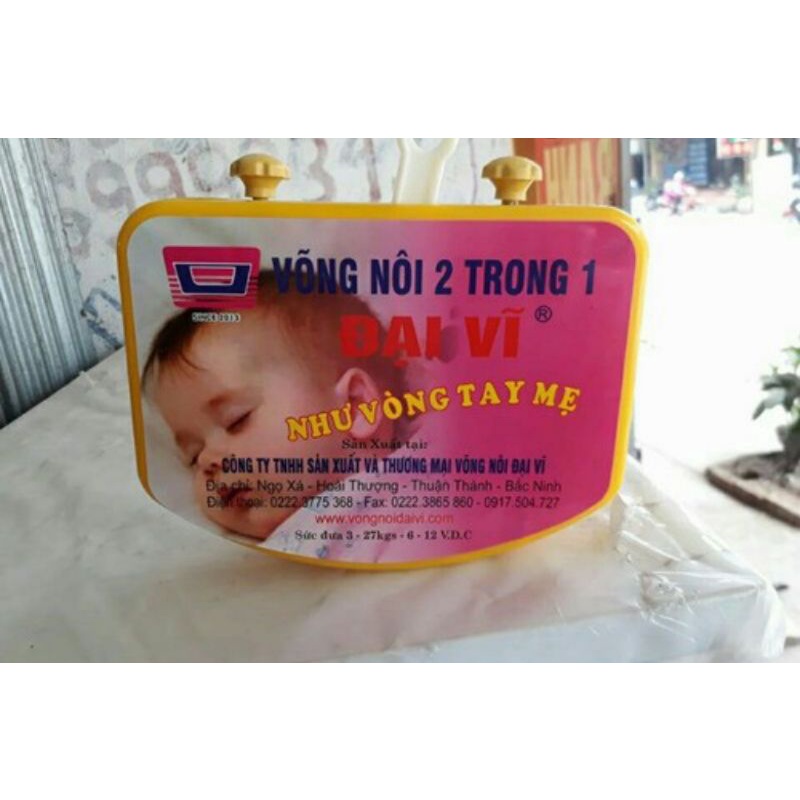 VÕNG NÔI 2 TRONG 1
SINCE 2013
ĐẠI VĨ ®
NHƯ VÒNG TAY MẸ
Sản Xuất tại:
CÔNG TY TNHH SẢN XUẤT VÀ THƯƠNG MẠI VÕNG NÔI ĐẠI VĨ
Địa chỉ: Ngọ Xá - Hoài Thượng - Thuận Thành - Bắc Ninh
Điện thoại: 0222.3775 368 - Fax: 0222.3865 860 - 0917.504.727
www.vongnoidaivi.com
Sức đưa 3 - 27kgs - 6 - 12 V.D.C